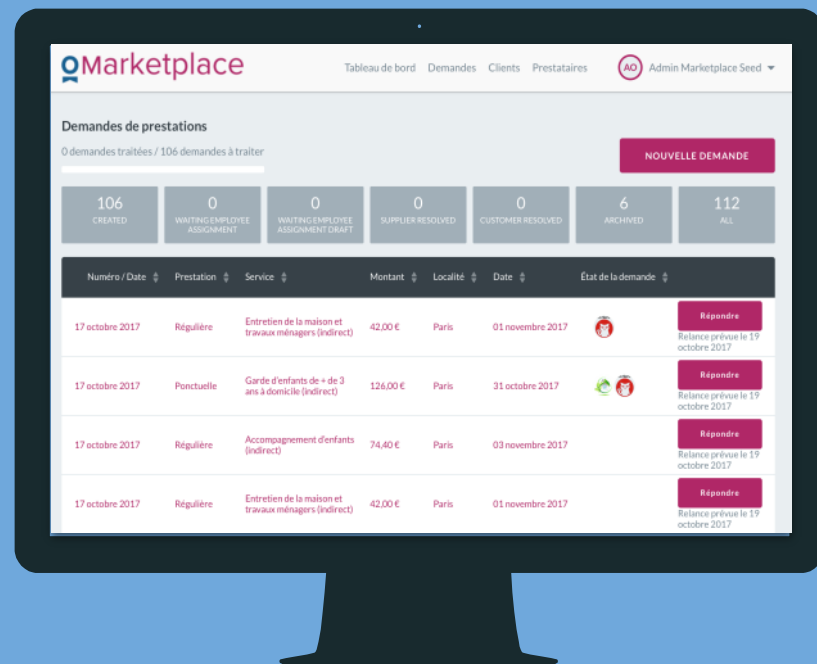 OMarketplace
Tableau de bord Demandes Clients Prestataires AO Admin Marketplace Seed
Demandes de prestations
0 demandes traitées / 106 demandes à traiter
NOUVELLE DEMANDE
106 0 0 0 0 6 112
CREATED WAITING EMPLOYEE WAITING EMPLOYEE SUPPLIER RESOLVED CUSTOMER RESOLVED ARCHIVED ALL
ASSIGNMENT ASSIGNMENT DRAFT
Numéro / Date Prestation Service Montant Localité Date État de la demande
Répondre
17 octobre 2017 Régulière Entretien de la maison et 42,00 € Paris 01 novembre 2017
travaux ménagers (indirect)
Relance prévue le 19
octobre 2017
Répondre
17 octobre 2017 Ponctuelle Garde d'enfants de + de 3 126,00 € Paris 31 octobre 2017
ans à domicile (indirect)
Relance prévue le 19
octobre 2017
Répondre
17 octobre 2017 Régulière Accompagnement d'enfants 74,40 € Paris 03 novembre 2017
(indirect)
Relance prévue le 19
octobre 2017
Répondre
17 octobre 2017 Régulière Entretien de la maison et 42,00 € Paris 01 novembre 2017
travaux ménagers (indirect)
Relance prévue le 19
octobre 2017